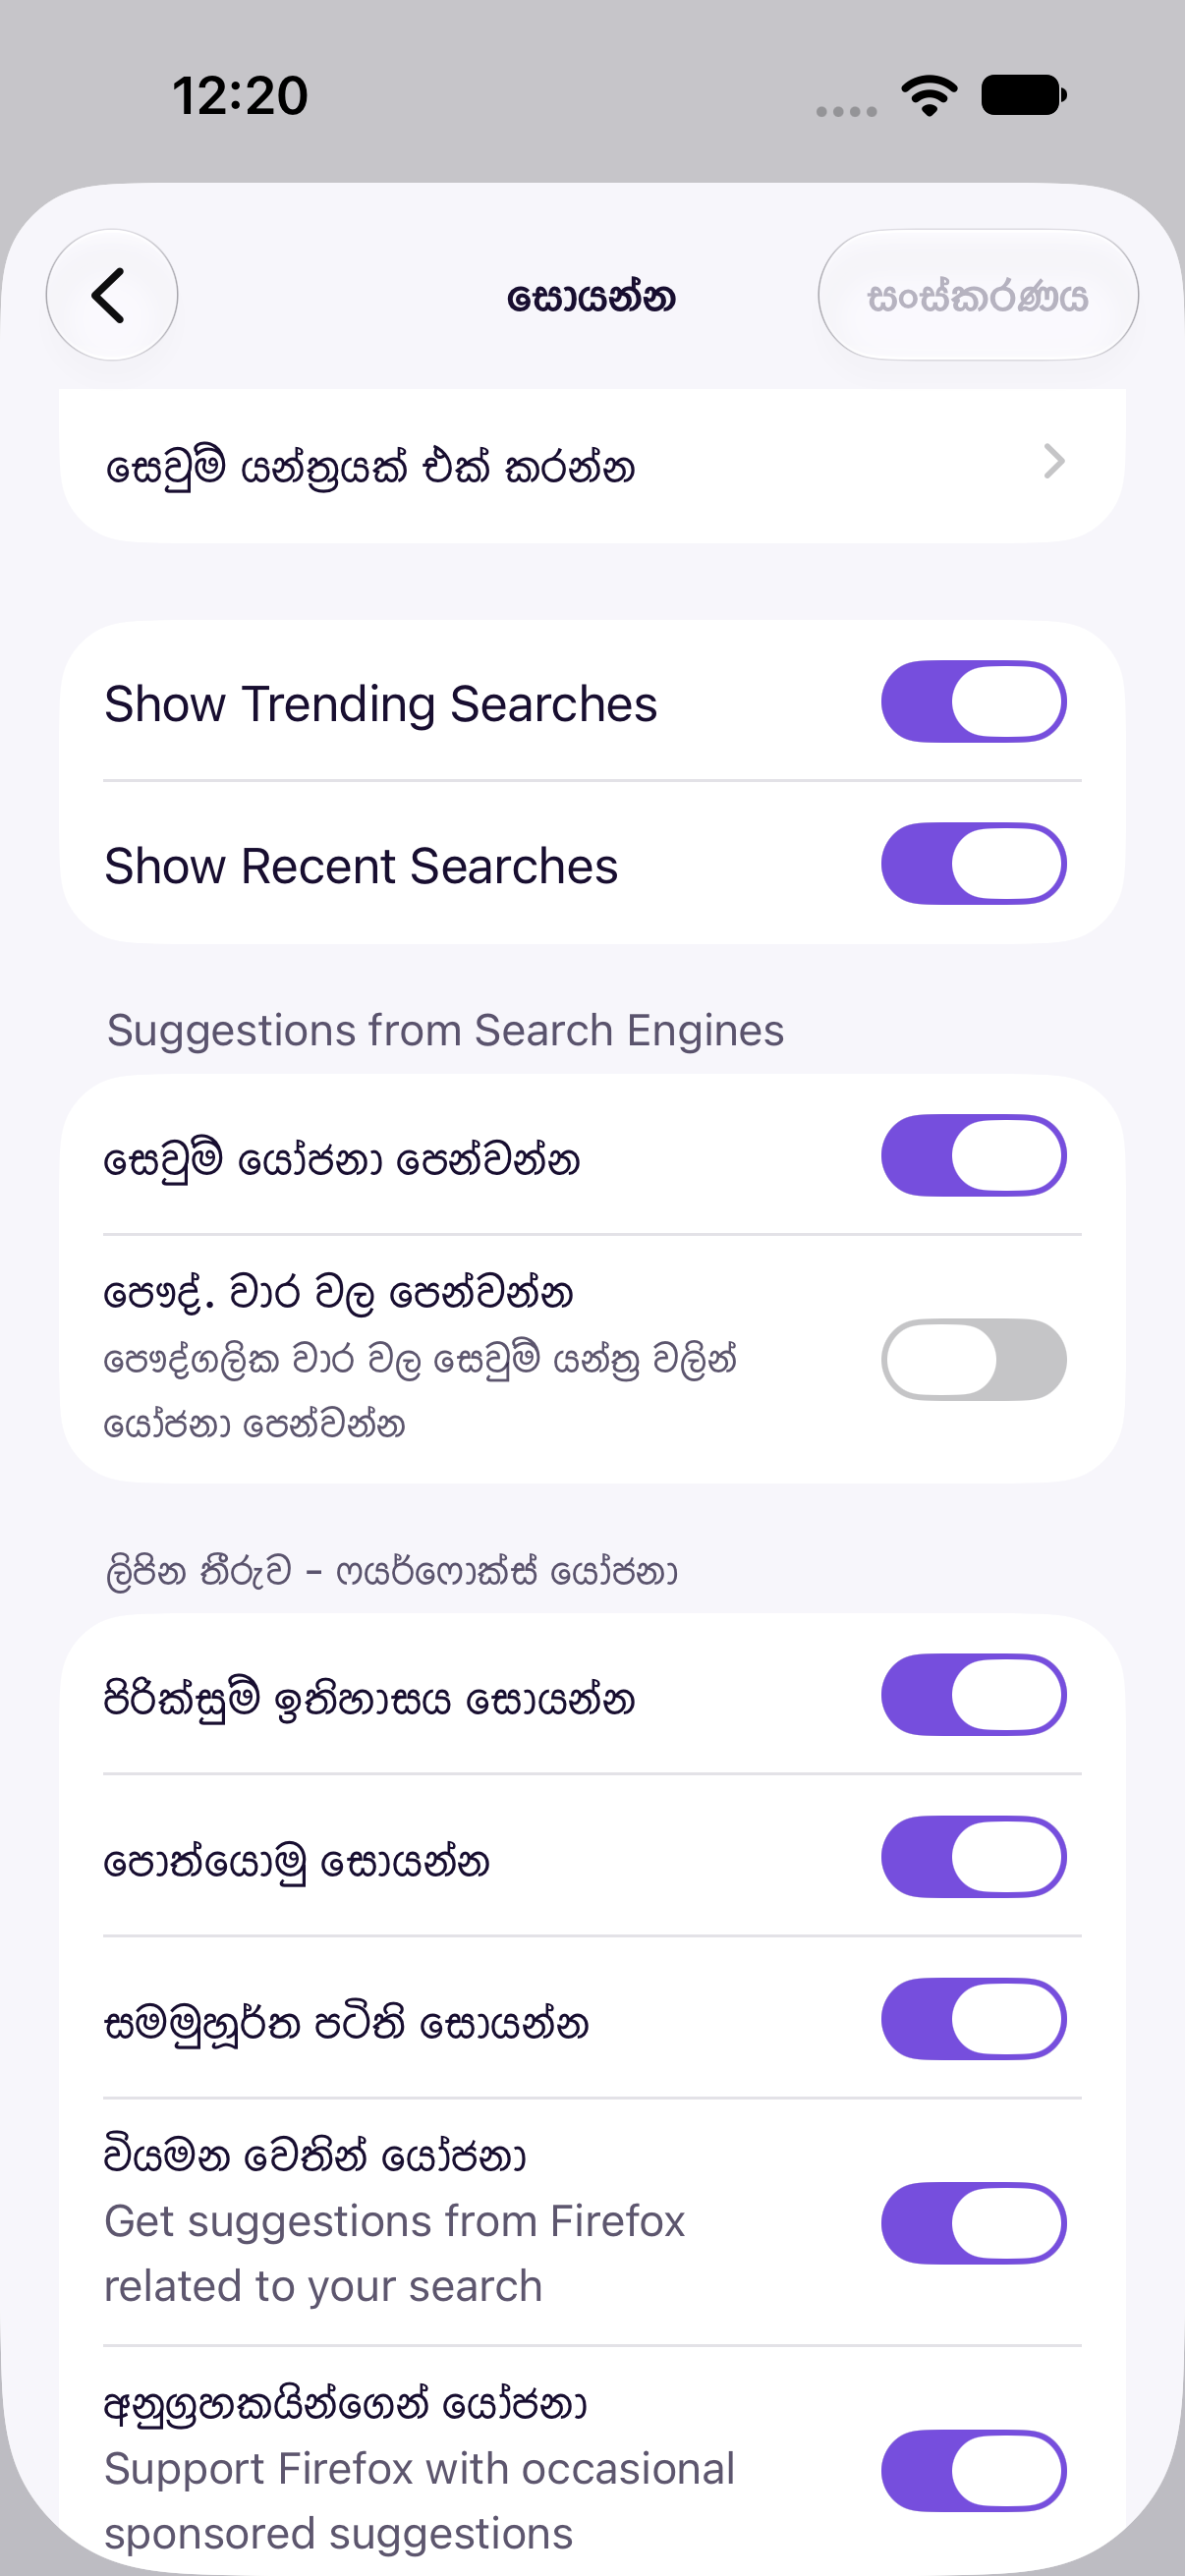 12:20
සොයන්න
සංස්කරණය
සෙවුම් යන්ත්‍රයක් එක් කරන්න
Show Trending Searches
Show Recent Searches
Suggestions from Search Engines
සෙවුම් යෝජනා පෙන්වන්න
පෞද්. වාර වල පෙන්වන්න
පෞද්ගලික වාර වල සෙවුම් යන්ත්‍ර වලින්
යෝජනා පෙන්වන්න
ලිපින තීරුව - ෆයර්ෆොක්ස් යෝජනා
පිරික්සුම් ඉතිහාසය සොයන්න
පොත්යොමු සොයන්න
සමමුහූර්ත පටිති සොයන්න
වියමන වෙතින් යෝජනා
Get suggestions from Firefox
related to your search
අනුග්‍රහකයින්ගෙන් යෝජනා
Support Firefox with occasional
sponsored suggestions